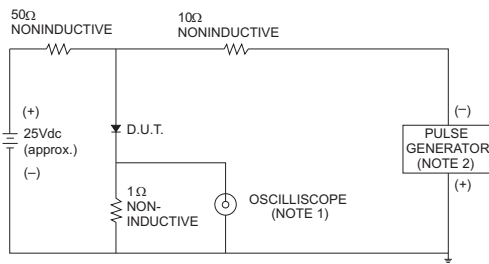 50Ω
NONINDUCTIVE
10Ω
NONINDUCTIVE
(+)
25Vdc
(approx.)
(–)
D.U.T.
1Ω
NON-
INDUCTIVE
OSCILLISCOPE
(NOTE 1)
(–)
PULSE
GENERATOR
(NOTE 2)
(+)